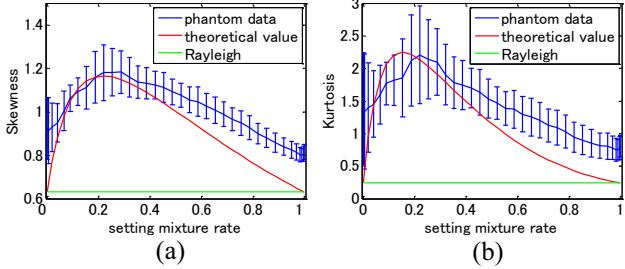 1.6
1.4
1.2
1
0.8
0.6
Skewness
phantom data
theoretical value
Rayleigh
0 0.2 0.4 0.6 0.8 1
setting mixture rate
(a)
3
2.5
2
1.5
1
0.5
0
Kurtosis
phantom data
theoretical value
Rayleigh
0 0.2 0.4 0.6 0.8 1
setting mixture rate
(b)